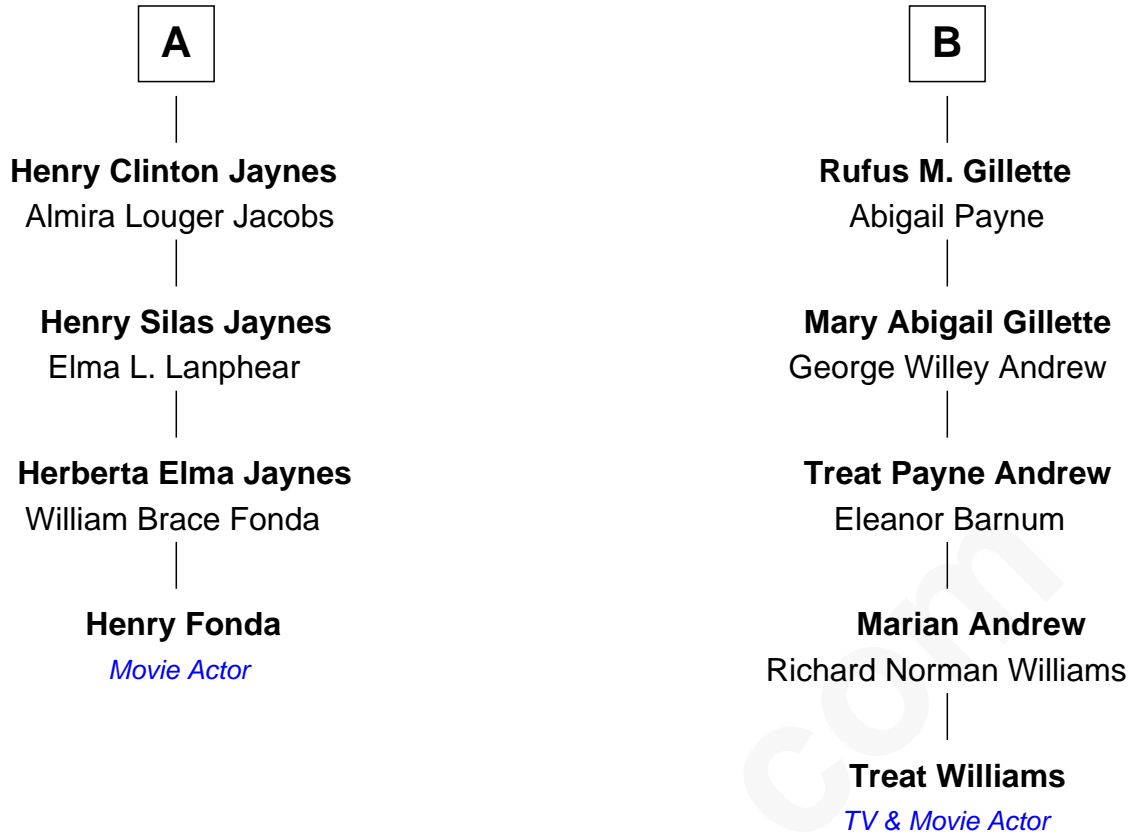 A
Henry Clinton Jaynes
Almira Louger Jacobs
Henry Silas Jaynes
Elma L. Lanphear
Herberta Elma Jaynes
William Brace Fonda
Henry Fonda
Movie Actor
B
Rufus M. Gillette
Abigail Payne
Mary Abigail Gillette
George Willey Andrew
Treat Payne Andrew
Eleanor Barnum
Marian Andrew
Richard Norman Williams
Treat Williams
TV & Movie Actor
com